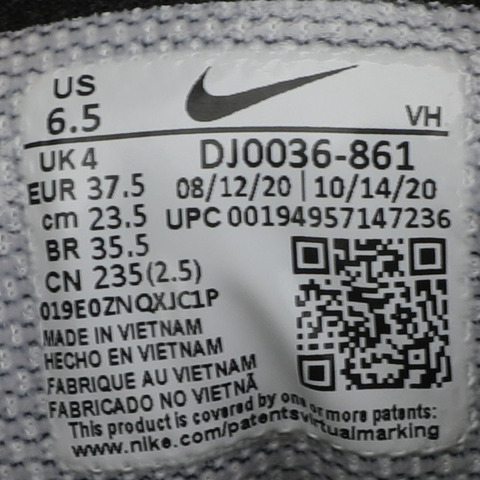 US
6.5
VH
UK 4
DJ0036-861
EUR 37.5
08/12/20 | 10/14/20
cm 23.5
UPC 00194957147236
BR 35.5
CN 235(2.5)
019E0ZNQXJC1P
MADE IN VIETNAM
HECHO EN VIETNAM
FABRIQUE AU VIETNAM
FABRICADO NO VIETNÃ
This product is covered by one or more patents:
www.nike.com/patentsvirtualmarking